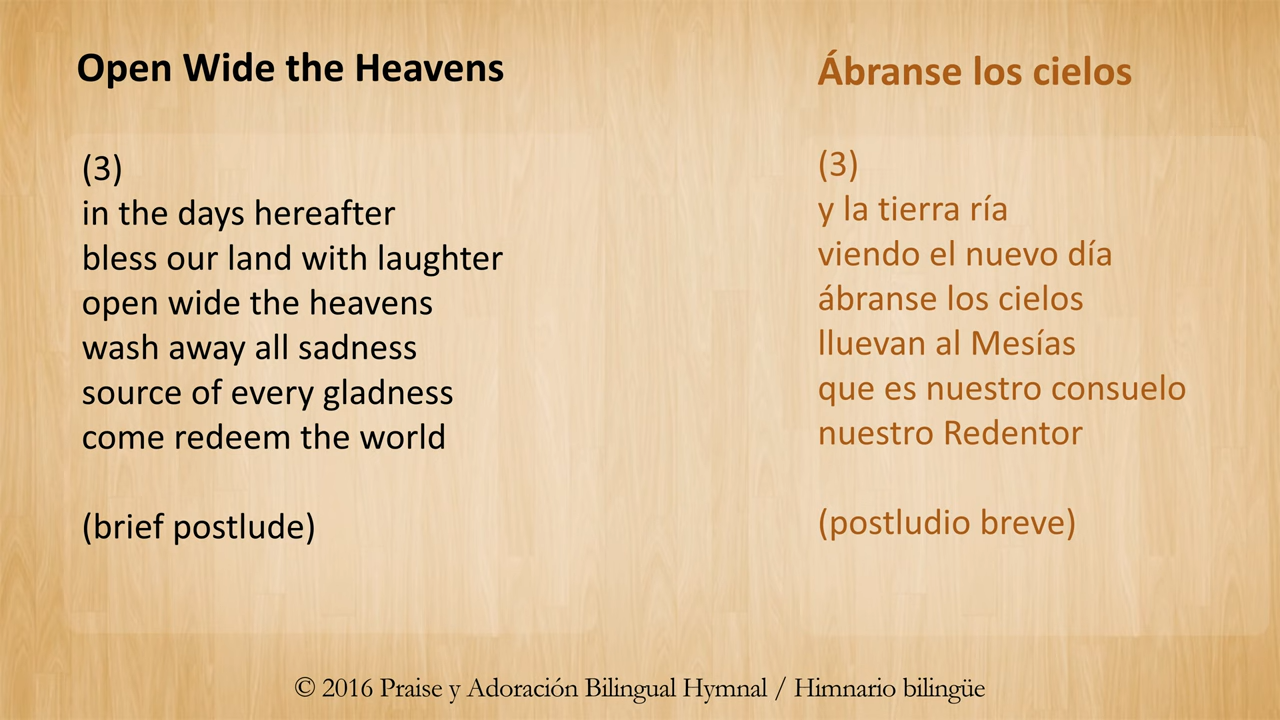 Open Wide the Heavens
(3)
in the days hereafter
bless our land with laughter
open wide the heavens
wash away all sadness
source of every gladness
come redeem the world
(brief postlude)
Ábranse los cielos
(3)
y la tierra ría
viendo el nuevo día
ábranse los cielos
lluevan al Mesías
que es nuestro consuelo
nuestro Redentor
(postludio breve)
© 2016 Praise y Adoración Bilingual Hymnal / Himnario bilingüe